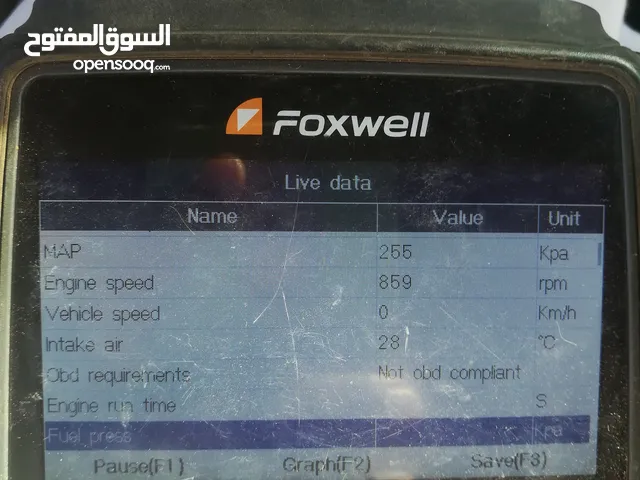 السوق المفتوح
opensooq.com
Foxwell
Live data
Name Value Unit
MAP 255 Kpa
Engine speed 859 rpm
Vehicle speed 0 Km/h
Intake air 28 °C
Obd requirements Not obd compliant
Engine run time S
Fuel press Kpa
Pause(F1) Graph(F2) Save(F3)